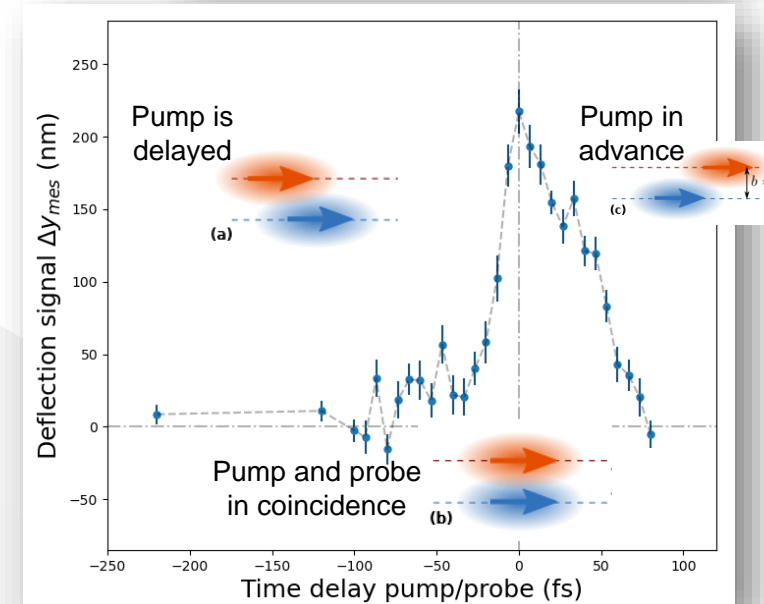 Deflection signal Δy_mes (nm)
250
200
150
100
50
0
−50
Pump is
delayed
(a)
Pump in
advance
b
(c)
Pump and probe
in coincidence
(b)
−250 −200 −150 −100 −50 0 50 100
Time delay pump/probe (fs)